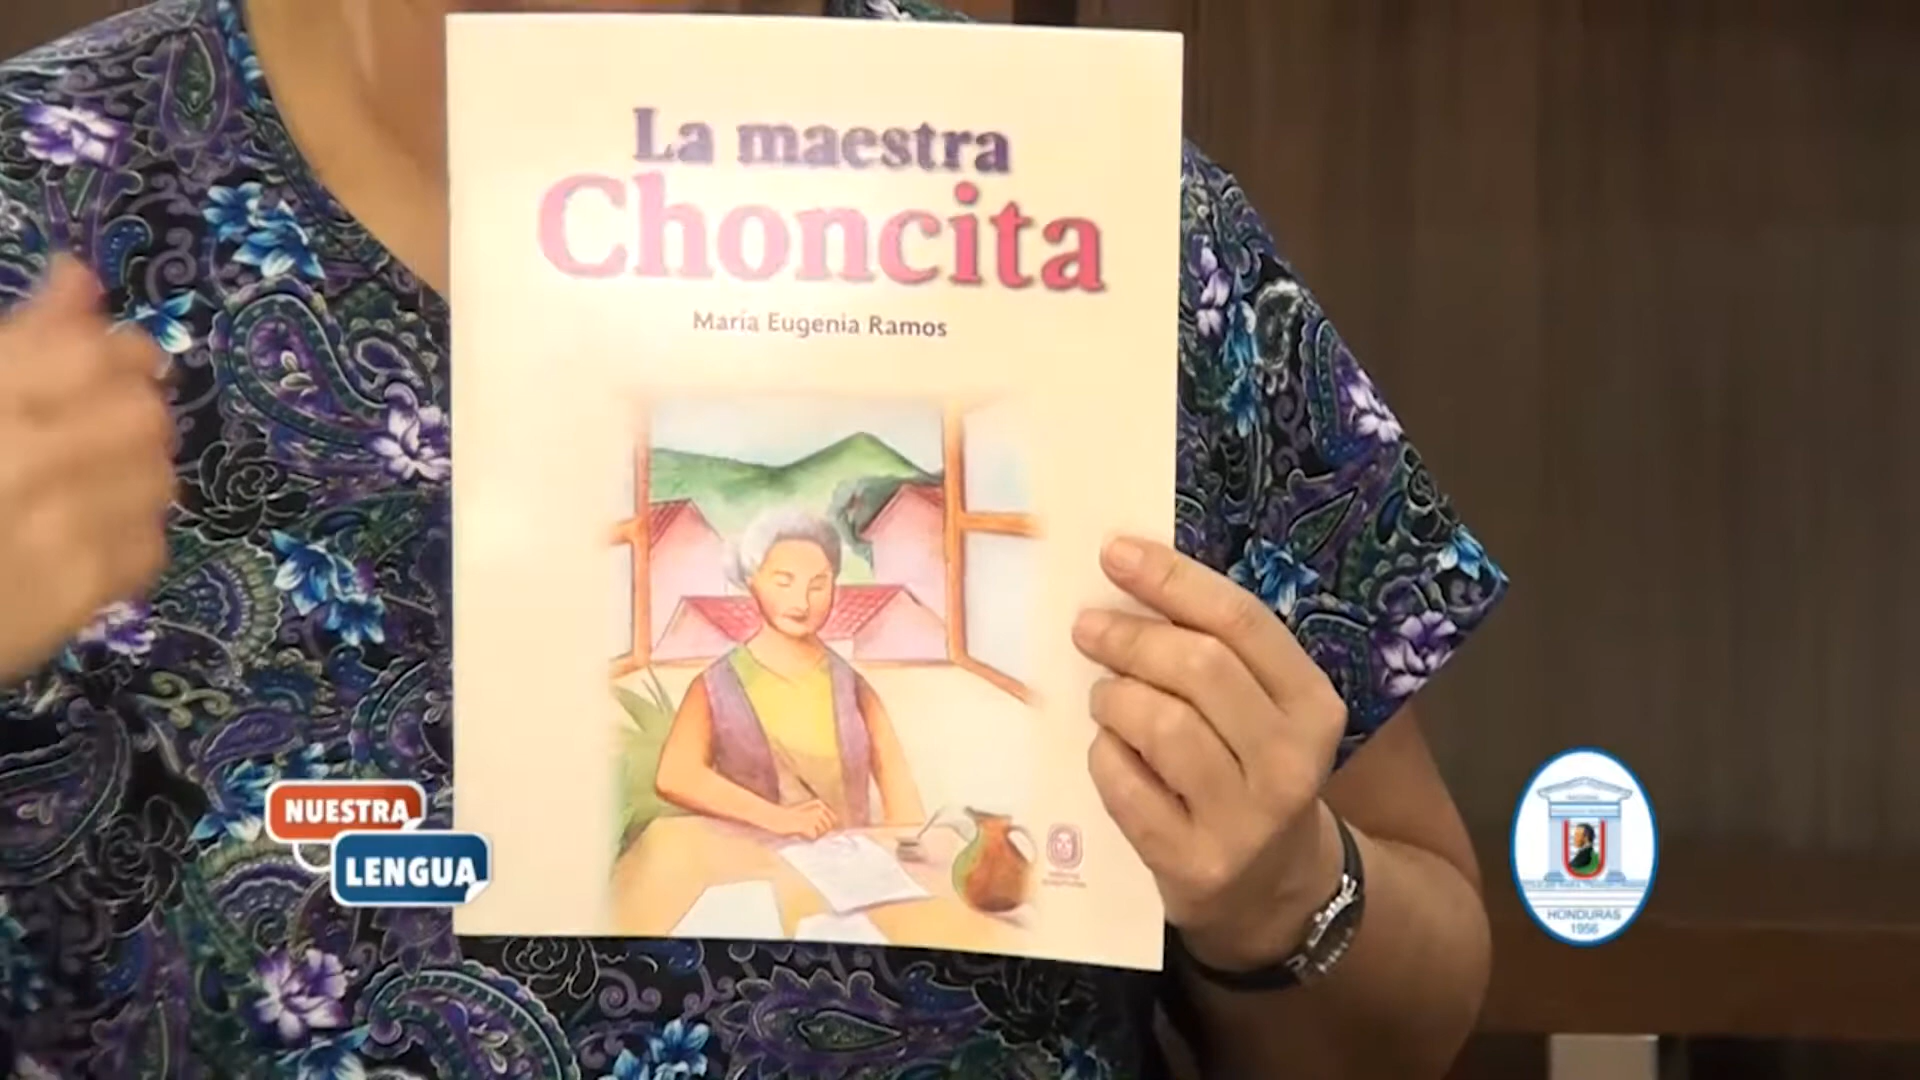 La maestra
Choncita
María Eugenia Ramos
NUESTRA
LENGUA
HONDURAS
1956